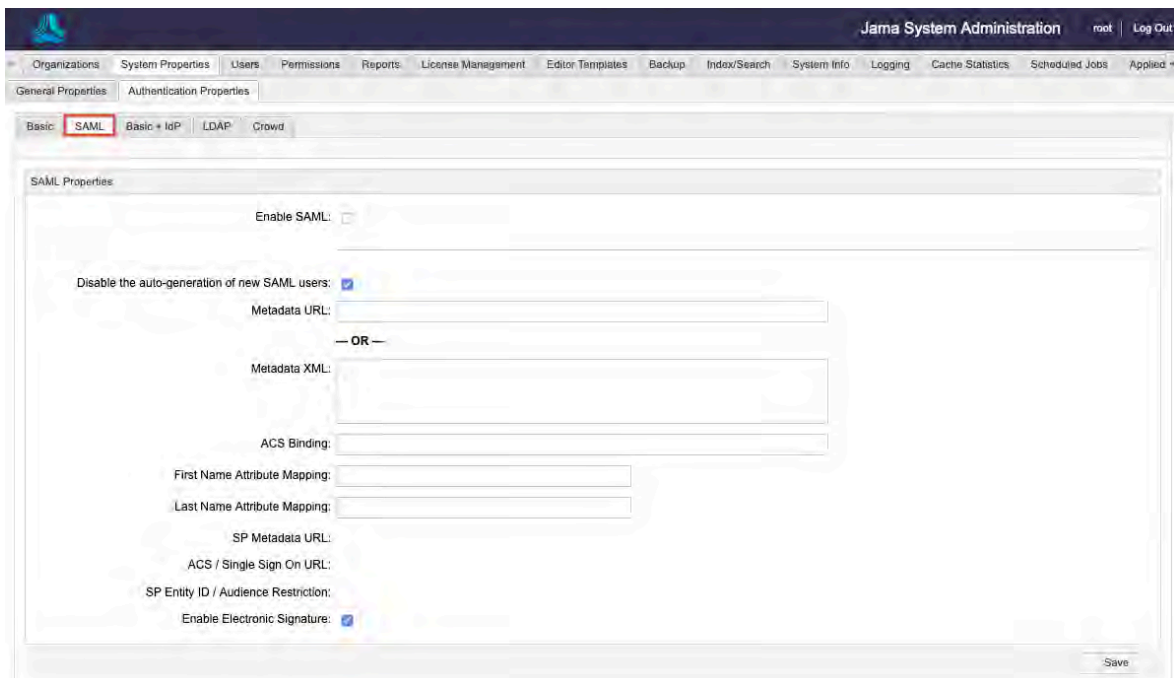 Jama System Administration root Log Out
Organizations System Properties Users Permissions Reports License Management Editor Templates Backup Index/Search System Info Logging Cache Statistics Scheduled Jobs Applied
General Properties Authentication Properties
Basic SAML Basic + IdP LDAP Crowd
SAML Properties
Enable SAML:
Disable the auto-generation of new SAML users:
Metadata URL:
— OR —
Metadata XML:
ACS Binding:
First Name Attribute Mapping:
Last Name Attribute Mapping:
SP Metadata URL:
ACS / Single Sign On URL:
SP Entity ID / Audience Restriction:
Enable Electronic Signature:
Save